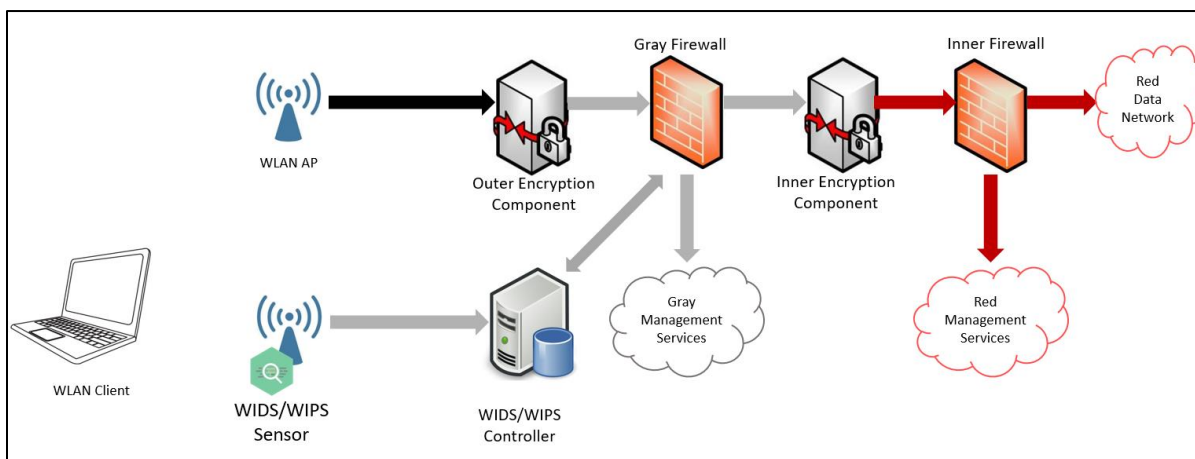 Gray Firewall
Inner Firewall
Red
Data
Network
WLAN AP
Outer Encryption
Component
Inner Encryption
Component
Gray
Management
Services
Red
Management
Services
WLAN Client
WIDS/WIPS
Sensor
WIDS/WIPS
Controller